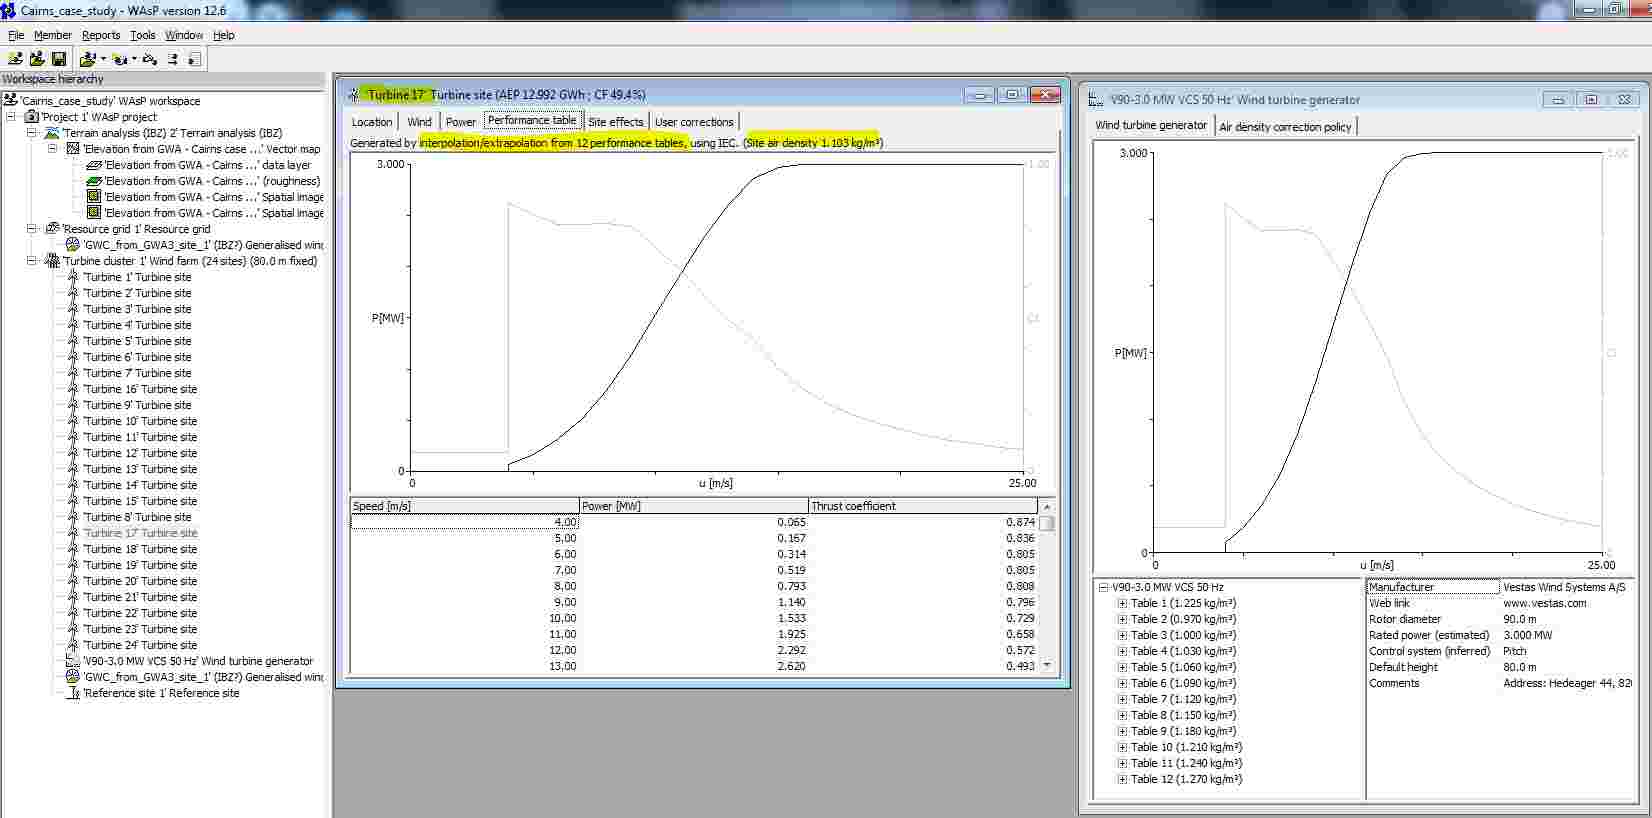 Cairns_case_study - WAsP version 12.6
File Member Reports Tools Window Help
Workspace hierarchy
'Cairns_case_study' WAsP workspace
'Project 1' WAsP project
'Terrain analysis (IBZ) 2' Terrain analysis (IBZ)
'Elevation from GWA - Cairns case ...' Vector map
'Elevation from GWA - Cairns ...' data layer
'Elevation from GWA - Cairns ...' (roughness)
'Elevation from GWA - Cairns ...' Spatial image
'Elevation from GWA - Cairns ...' Spatial image
'Resource grid 1' Resource grid
'GWC_from_GWA3_site_1' (IBZ?) Generalised wind
'Turbine cluster 1' Wind farm (24 sites) (80.0 m fixed)
'Turbine 1' Turbine site
'Turbine 2' Turbine site
'Turbine 3' Turbine site
'Turbine 4' Turbine site
'Turbine 5' Turbine site
'Turbine 6' Turbine site
'Turbine 7' Turbine site
'Turbine 16' Turbine site
'Turbine 9' Turbine site
'Turbine 10' Turbine site
'Turbine 11' Turbine site
'Turbine 12' Turbine site
'Turbine 13' Turbine site
'Turbine 14' Turbine site
'Turbine 15' Turbine site
'Turbine 8' Turbine site
'Turbine 17' Turbine site
'Turbine 18' Turbine site
'Turbine 19' Turbine site
'Turbine 20' Turbine site
'Turbine 21' Turbine site
'Turbine 22' Turbine site
'Turbine 23' Turbine site
'Turbine 24' Turbine site
'V90-3.0 MW VCS 50 Hz' Wind turbine generator
'GWC_from_GWA3_site_1' (IBZ?) Generalised wind
'Reference site 1' Reference site
'Turbine 17' Turbine site (AEP 12.992 GWh ; CF 49.4%)
Location Wind Power Performance table Site effects User corrections
Generated by interpolation/extrapolation from 12 performance tables, using IEC. (Site air density 1.103 kg/m³)
3.000 1.00
P[MW] Ct
0 0
0 u [m/s] 25.00
Speed [m/s] Power [MW] Thrust coefficient
4,00 0.065 0.874
5,00 0.167 0.836
6,00 0.314 0.805
7,00 0.519 0.805
8,00 0.793 0.808
9,00 1.140 0.796
10,00 1.533 0.729
11,00 1.925 0.658
12,00 2.292 0.572
13,00 2.620 0.493
'V90-3.0 MW VCS 50 Hz' Wind turbine generator
Wind turbine generator Air density correction policy
3.000 1.00
P[MW]
0 0
0 u [m/s] 25.00
V90-3.0 MW VCS 50 Hz
Table 1 (1.225 kg/m³)
Table 2 (0.970 kg/m³)
Table 3 (1.000 kg/m³)
Table 4 (1.030 kg/m³)
Table 5 (1.060 kg/m³)
Table 6 (1.090 kg/m³)
Table 7 (1.120 kg/m³)
Table 8 (1.150 kg/m³)
Table 9 (1.180 kg/m³)
Table 10 (1.210 kg/m³)
Table 11 (1.240 kg/m³)
Table 12 (1.270 kg/m³)
Manufacturer Vestas Wind Systems A/S
Web link www.vestas.com
Rotor diameter 90.0 m
Rated power (estimated) 3.000 MW
Control system (inferred) Pitch
Default height 80.0 m
Comments Address: Hedeager 44, 820